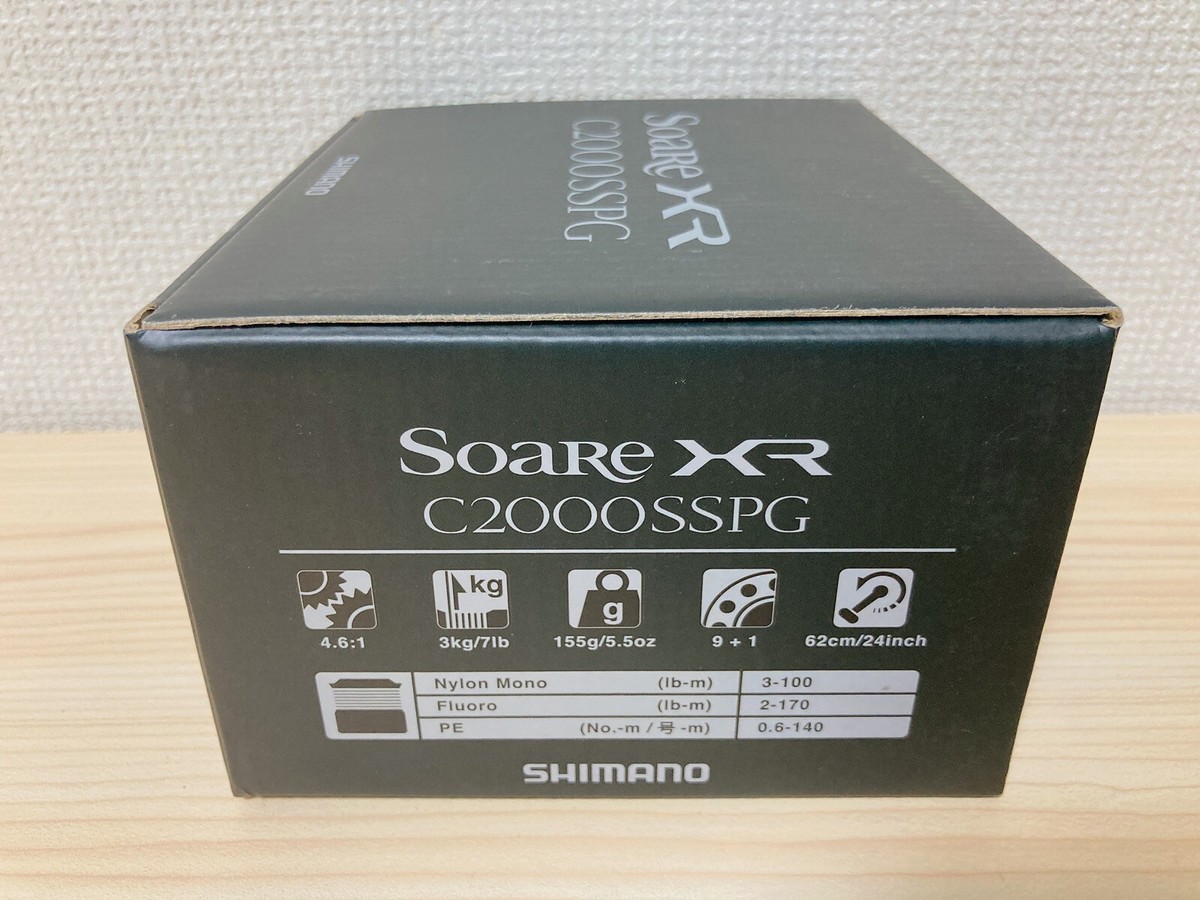 Soare XR
C2000SSPG
SHIMANO
Soare XR
C2000SSPG
kg
g
4.6:1 3kg/7lb 155g/5.5oz 9 + 1 62cm/24inch
Nylon Mono (lb-m) 3-100
Fluoro (lb-m) 2-170
PE (No.-m / 号 -m) 0.6-140
SHIMANO